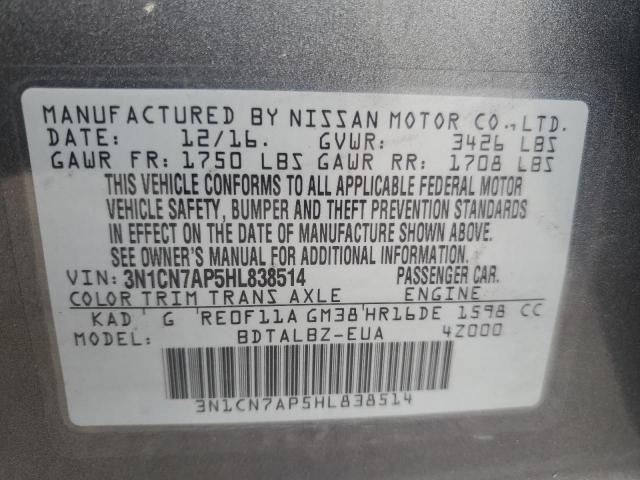 MANUFACTURED BY NISSAN MOTOR CO., LTD.
DATE: 12/16. GVWR: 3426 LBS
GAWR FR: 1750 LBS GAWR RR: 1708 LBS
THIS VEHICLE CONFORMS TO ALL APPLICABLE FEDERAL MOTOR
VEHICLE SAFETY, BUMPER AND THEFT PREVENTION STANDARDS
IN EFFECT ON THE DATE OF MANUFACTURE SHOWN ABOVE.
SEE OWNER'S MANUAL FOR ADDITIONAL INFORMATION.
VIN: 3N1CN7AP5HL838514 PASSENGER CAR.
COLOR TRIM TRANS AXLE ENGINE
KAD G RE0F11A GM38 HR16DE 1598 CC
MODEL: BDTALBZ-EUA 4Z000
3N1CN7AP5HL838514